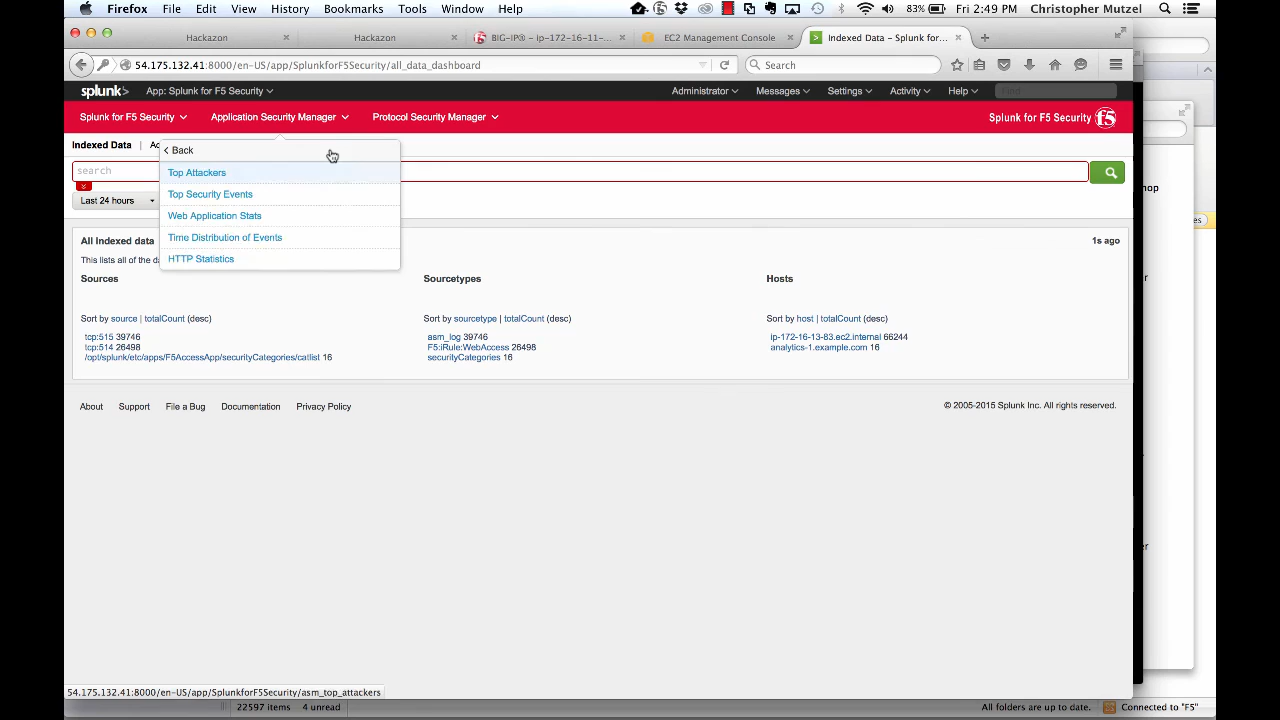 Firefox File Edit View History Bookmarks Tools Window Help 83% Fri 2:49 PM Christopher Mutzel
Hackazon Hackazon BIG-IP® - ip-172-16-11-... EC2 Management Console Indexed Data - Splunk for...
54.175.132.41:8000/en-US/app/SplunkforF5Security/all_data_dashboard Search
splunk> App: Splunk for F5 Security Administrator Messages Settings Activity Help Find
Splunk for F5 Security Application Security Manager Protocol Security Manager Splunk for F5 Security f5
Indexed Data
Back
search
Top Attackers
hop
Last 24 hours
Top Security Events
Web Application Stats
Time Distribution of Events
HTTP Statistics
All Indexed data 1s ago
This lists all of the da
Sources Sourcetypes Hosts
Sort by source | totalCount (desc) Sort by sourcetype | totalCount (desc) Sort by host | totalCount (desc)
tcp:515 39746 asm_log 39746 ip-172-16-13-83.ec2.internal 66244
tcp:514 26498 F5:iRule:WebAccess 26498 analytics-1.example.com 16
/opt/splunk/etc/apps/F5AccessApp/securityCategories/catlist 16 securityCategories 16
About Support File a Bug Documentation Privacy Policy © 2005-2015 Splunk Inc. All rights reserved.
54.175.132.41:8000/en-US/app/SplunkforF5Security/asm_top_attackers
22597 items 4 unread All folders are up to date. Connected to "F5"